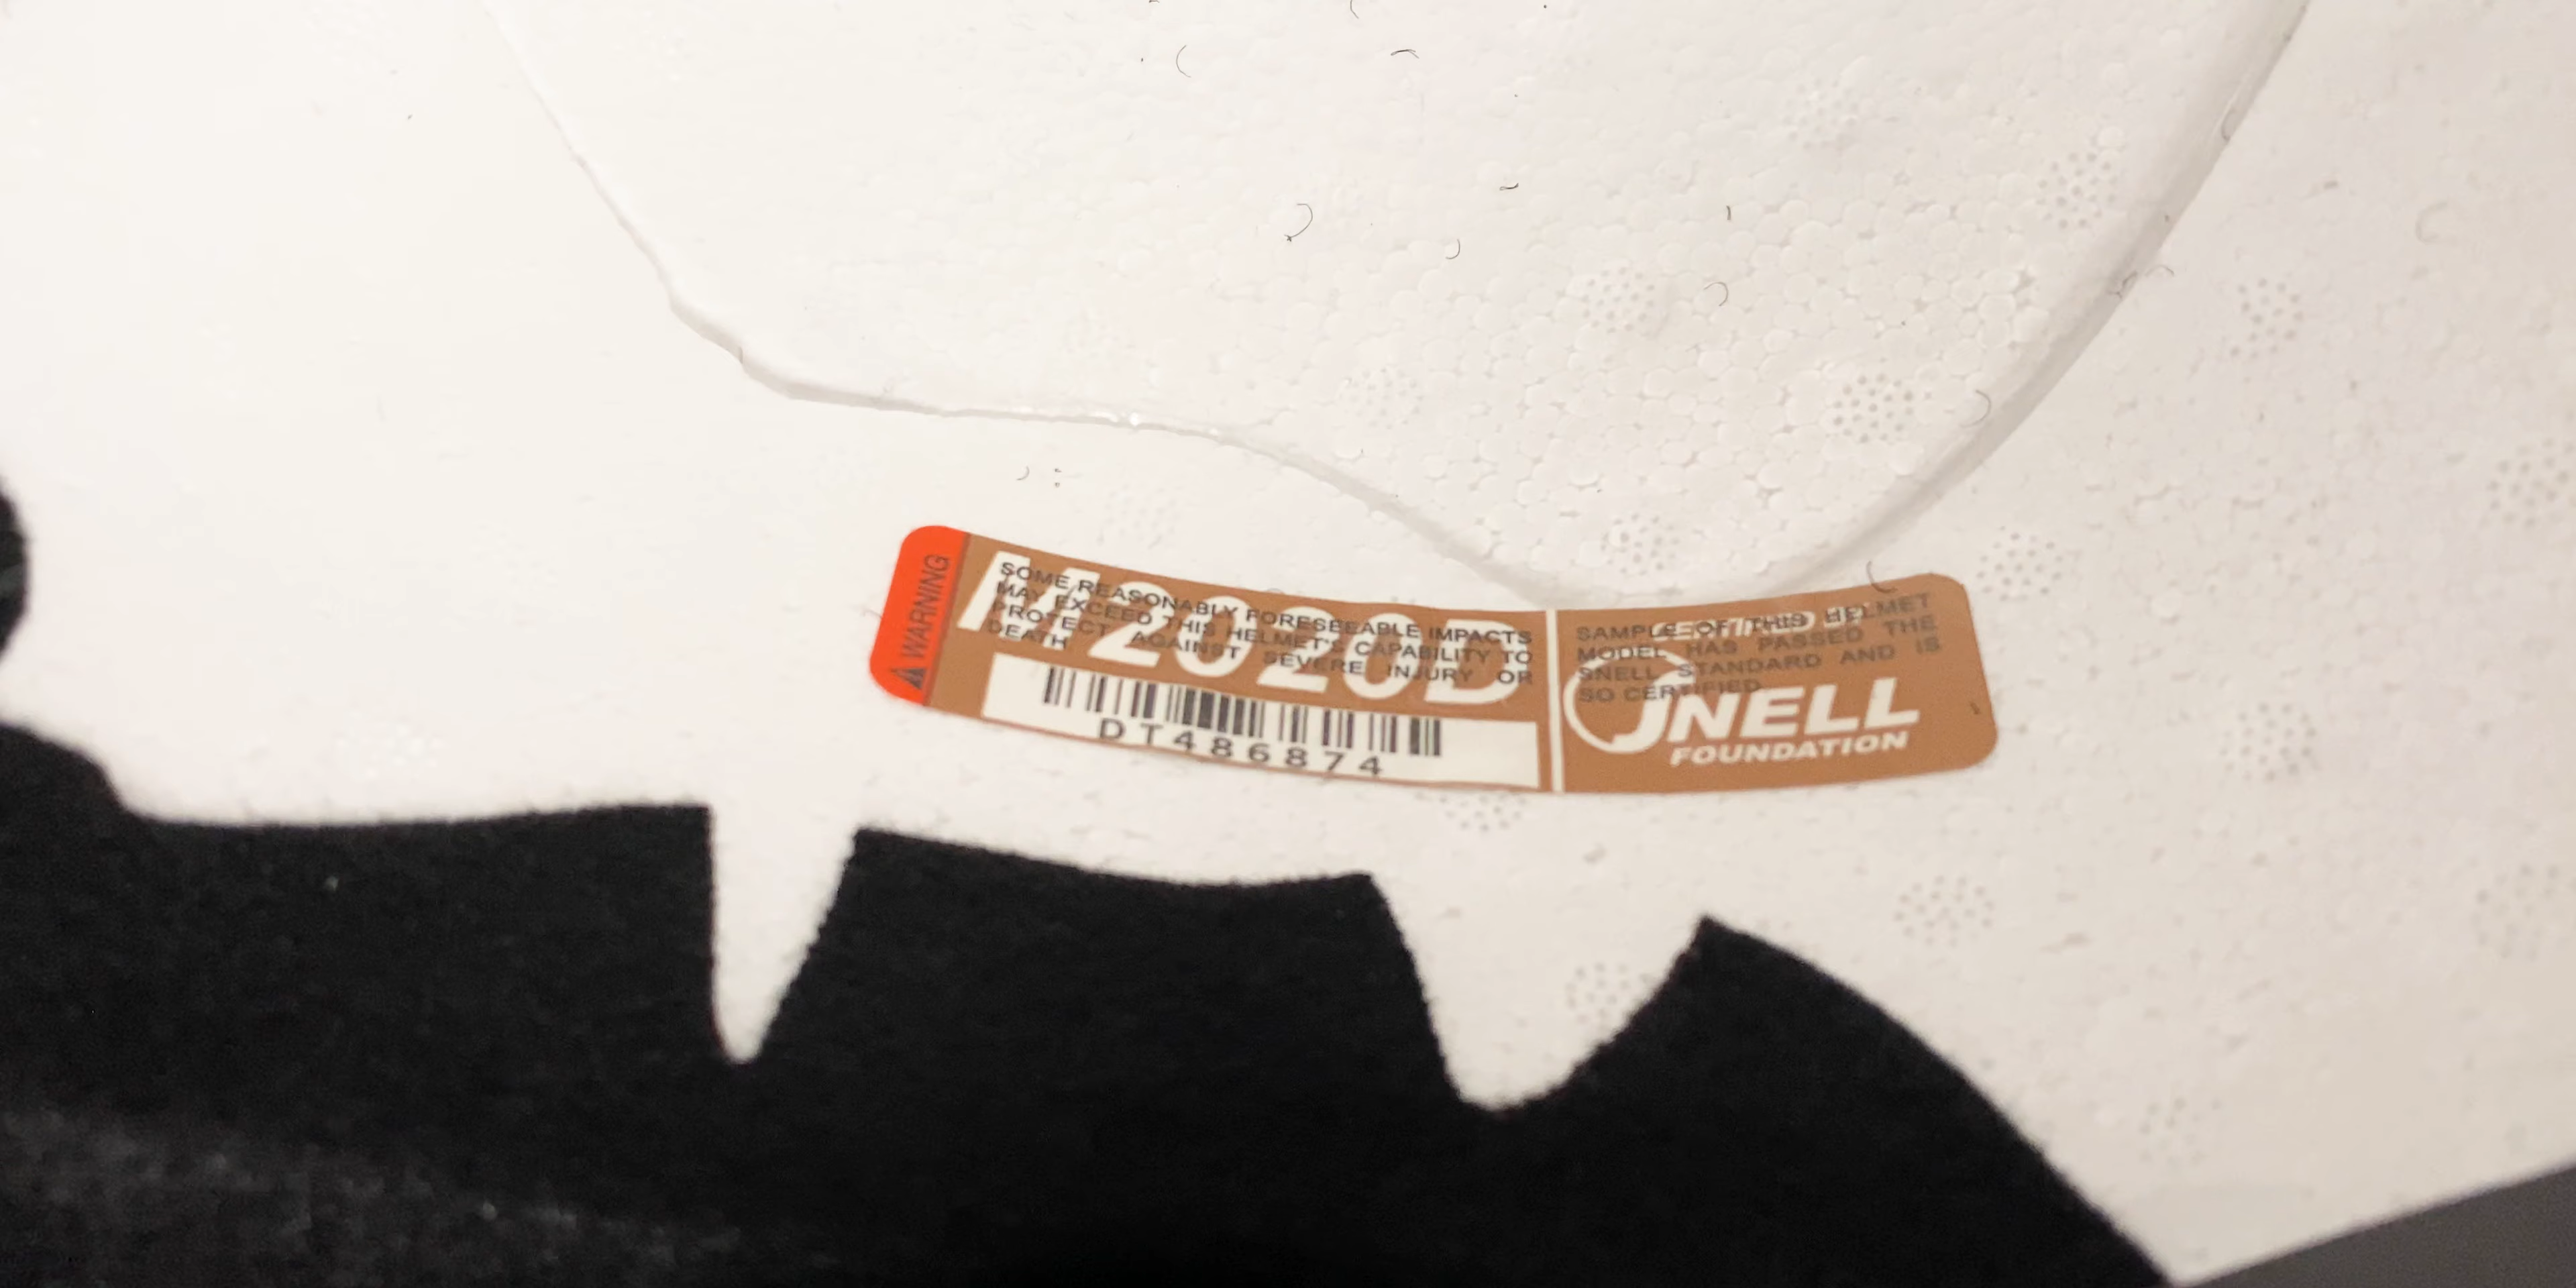 ⚠ WARNING
M2020D
SOME REASONABLY FORESEEABLE IMPACTS
MAY EXCEED THIS HELMET'S CAPABILITY TO
PROTECT AGAINST SEVERE INJURY OR
DEATH
DT486874
CERTIFIED BY
SAMPLE OF THIS HELMET
MODEL HAS PASSED THE
SNELL STANDARD AND IS
SO CERTIFIED
SNELL
FOUNDATION